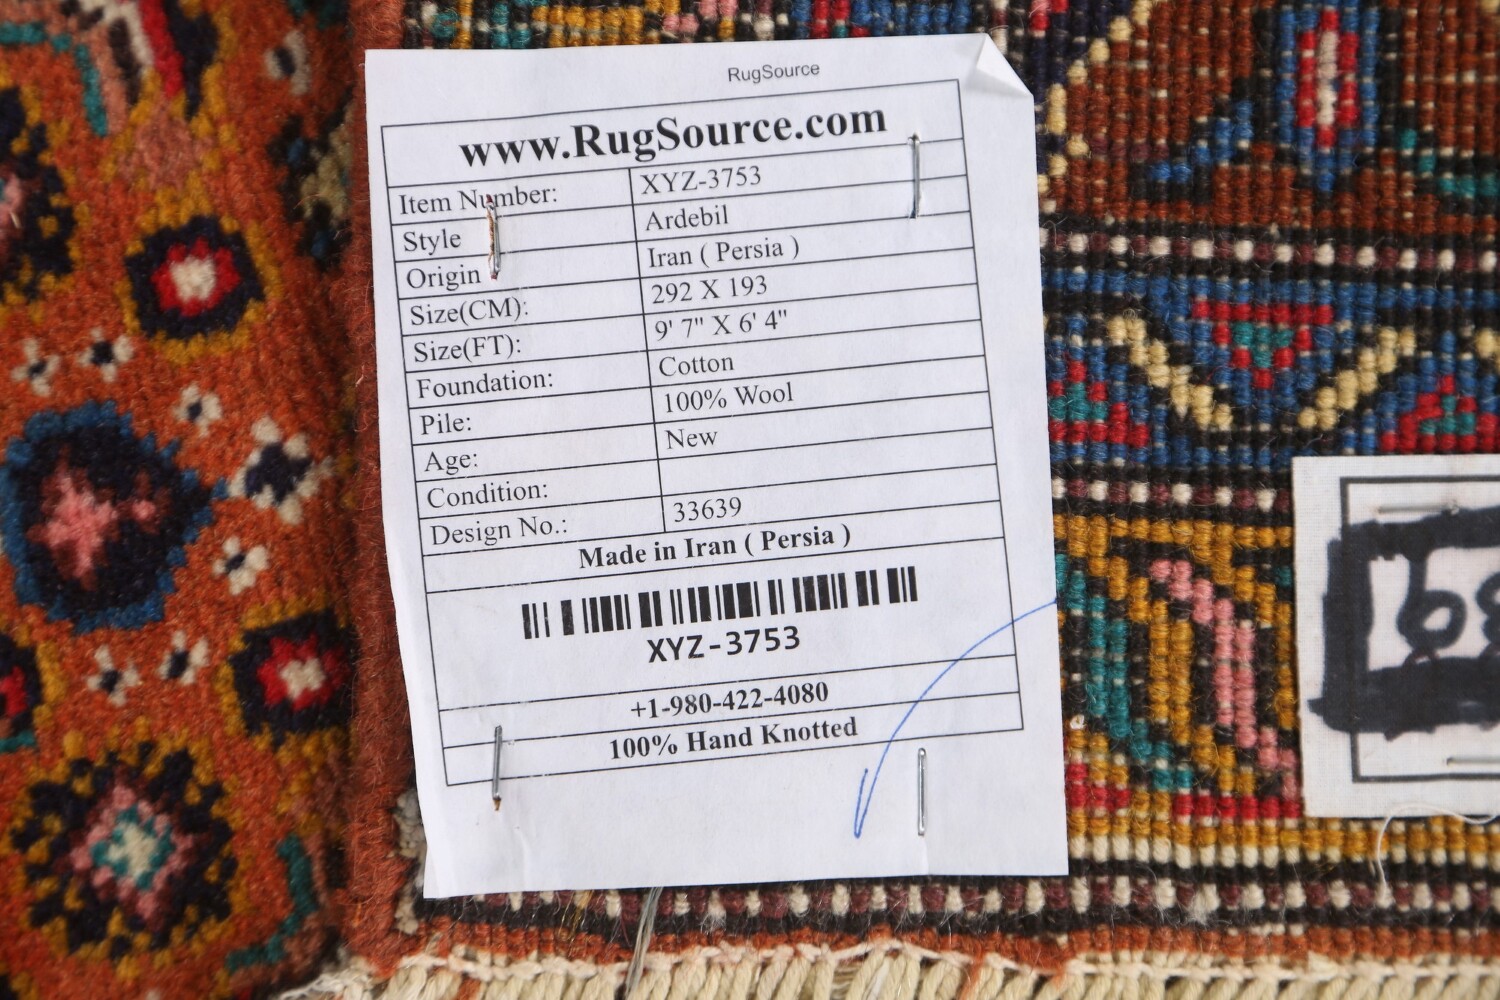 RugSource
www.RugSource.com
Item Number: XYZ-3753
Style Ardebil
Origin Iran ( Persia )
Size(CM): 292 X 193
Size(FT): 9' 7" X 6' 4"
Foundation: Cotton
Pile: 100% Wool
Age: New
Condition:
Design No.: 33639
Made in Iran ( Persia )
XYZ-3753
+1-980-422-4080
100% Hand Knotted